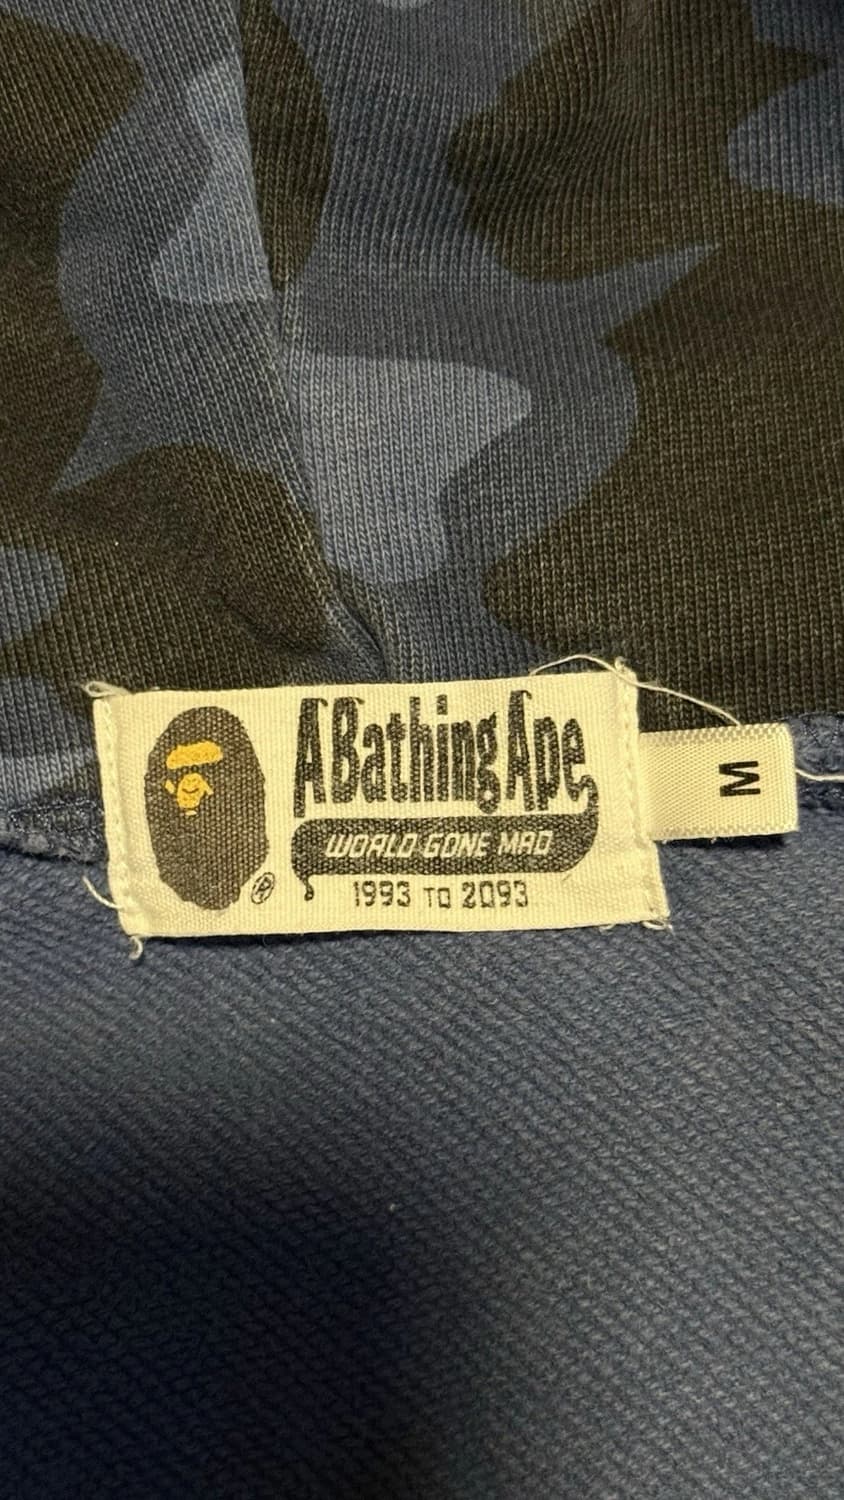 A Bathing Ape
WORLD GONE MAD
1993 TO 2093
®
M